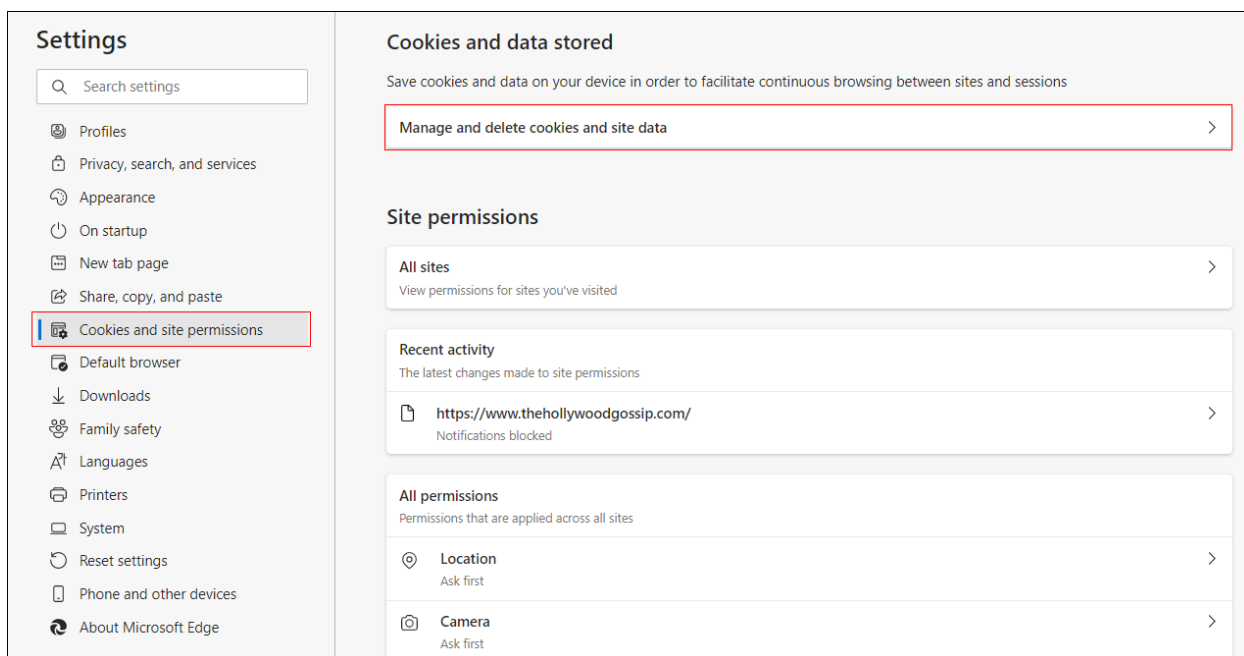 Settings
Search settings
Profiles
Privacy, search, and services
Appearance
On startup
New tab page
Share, copy, and paste
Cookies and site permissions
Default browser
Downloads
Family safety
Languages
Printers
System
Reset settings
Phone and other devices
About Microsoft Edge
Cookies and data stored
Save cookies and data on your device in order to facilitate continuous browsing between sites and sessions
Manage and delete cookies and site data
Site permissions
All sites
View permissions for sites you've visited
Recent activity
The latest changes made to site permissions
https://www.thehollywoodgossip.com/
Notifications blocked
All permissions
Permissions that are applied across all sites
Location
Ask first
Camera
Ask first